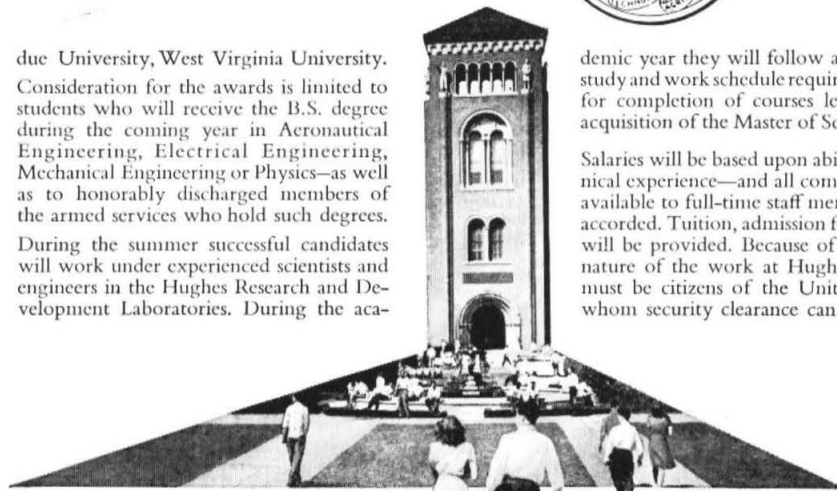 due University, West Virginia University.
Consideration for the awards is limited to
students who will receive the B.S. degree
during the coming year in Aeronautical
Engineering, Electrical Engineering,
Mechanical Engineering or Physics—as well
as to honorably discharged members of
the armed services who hold such degrees.
During the summer successful candidates
will work under experienced scientists and
engineers in the Hughes Research and De-
velopment Laboratories. During the aca-
demic year they will follow a
study and work schedule requir
for completion of courses le
acquisition of the Master of Sc
Salaries will be based upon abi
nical experience—and all com
available to full-time staff mer
accorded. Tuition, admission f
will be provided. Because of
nature of the work at Hugh
must be citizens of the Unit
whom security clearance can